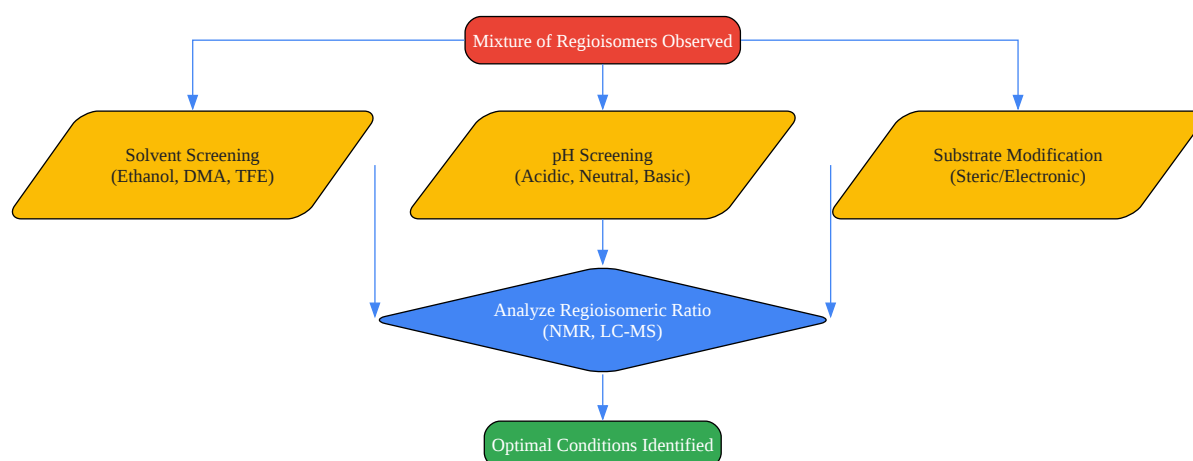 Mixture of Regioisomers Observed
Solvent Screening
(Ethanol, DMA, TFE)
pH Screening
(Acidic, Neutral, Basic)
Substrate Modification
(Steric/Electronic)
Analyze Regioisomeric Ratio
(NMR, LC-MS)
Optimal Conditions Identified